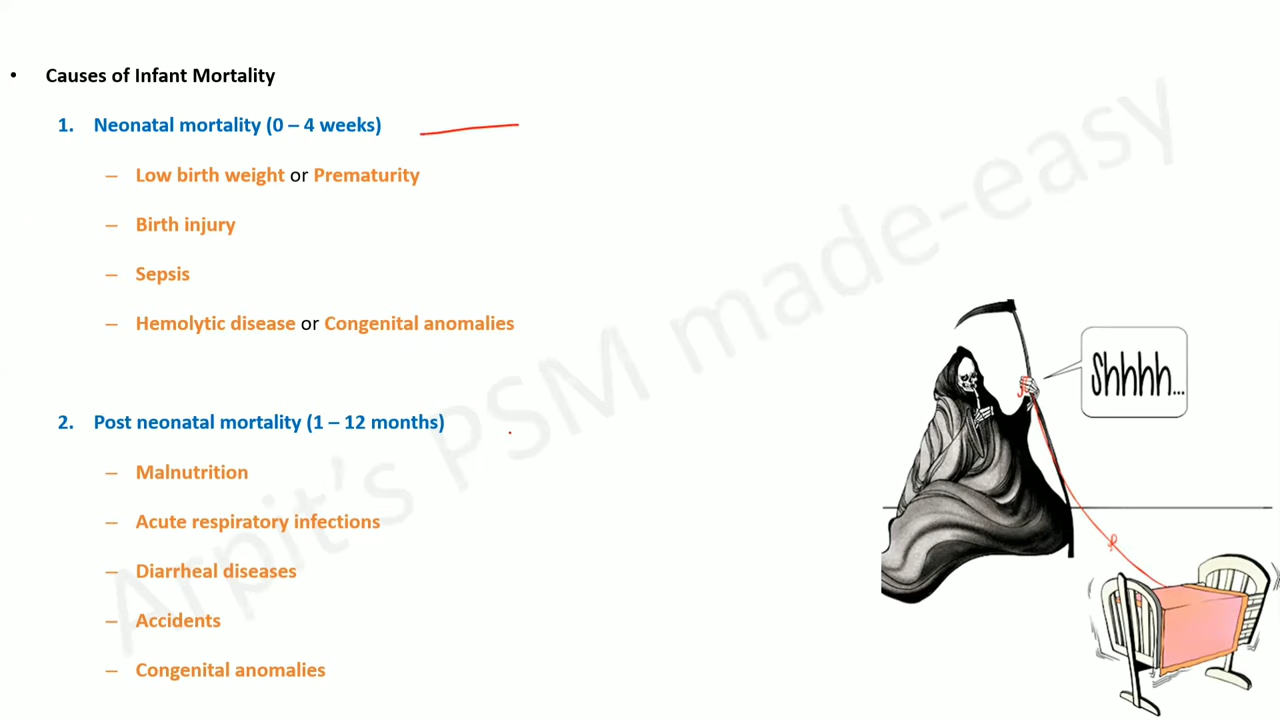 • Causes of Infant Mortality
1. Neonatal mortality (0 – 4 weeks)
– Low birth weight or Prematurity
– Birth injury
– Sepsis
– Hemolytic disease or Congenital anomalies
2. Post neonatal mortality (1 – 12 months)
– Malnutrition
– Acute respiratory infections
– Diarrheal diseases
– Accidents
– Congenital anomalies
Shhhh...
Arpit's PSM made-easy